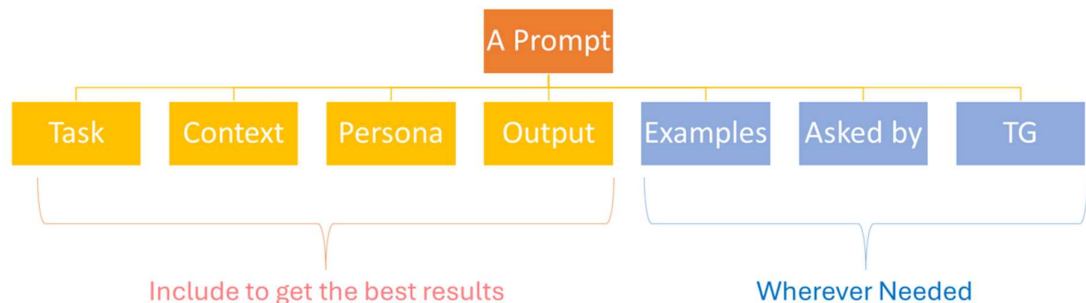 A Prompt
Task Context Persona Output Examples Asked by TG
Include to get the best results Wherever Needed